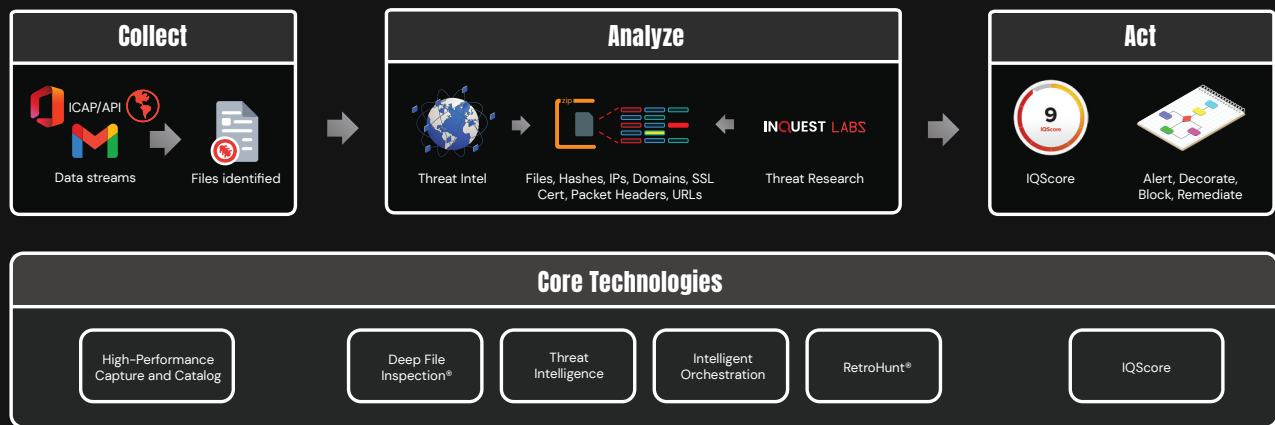 Collect
ICAP/API
Data streams
Files identified
Analyze
Threat Intel
.zip
Files, Hashes, IPs, Domains, SSL
Cert, Packet Headers, URLs
INQUEST LABS
Threat Research
Act
9
IQScore
IQScore
Alert, Decorate,
Block, Remediate
Core Technologies
High-Performance
Capture and Catalog
Deep File
Inspection®
Threat
Intelligence
Intelligent
Orchestration
RetroHunt®
IQScore